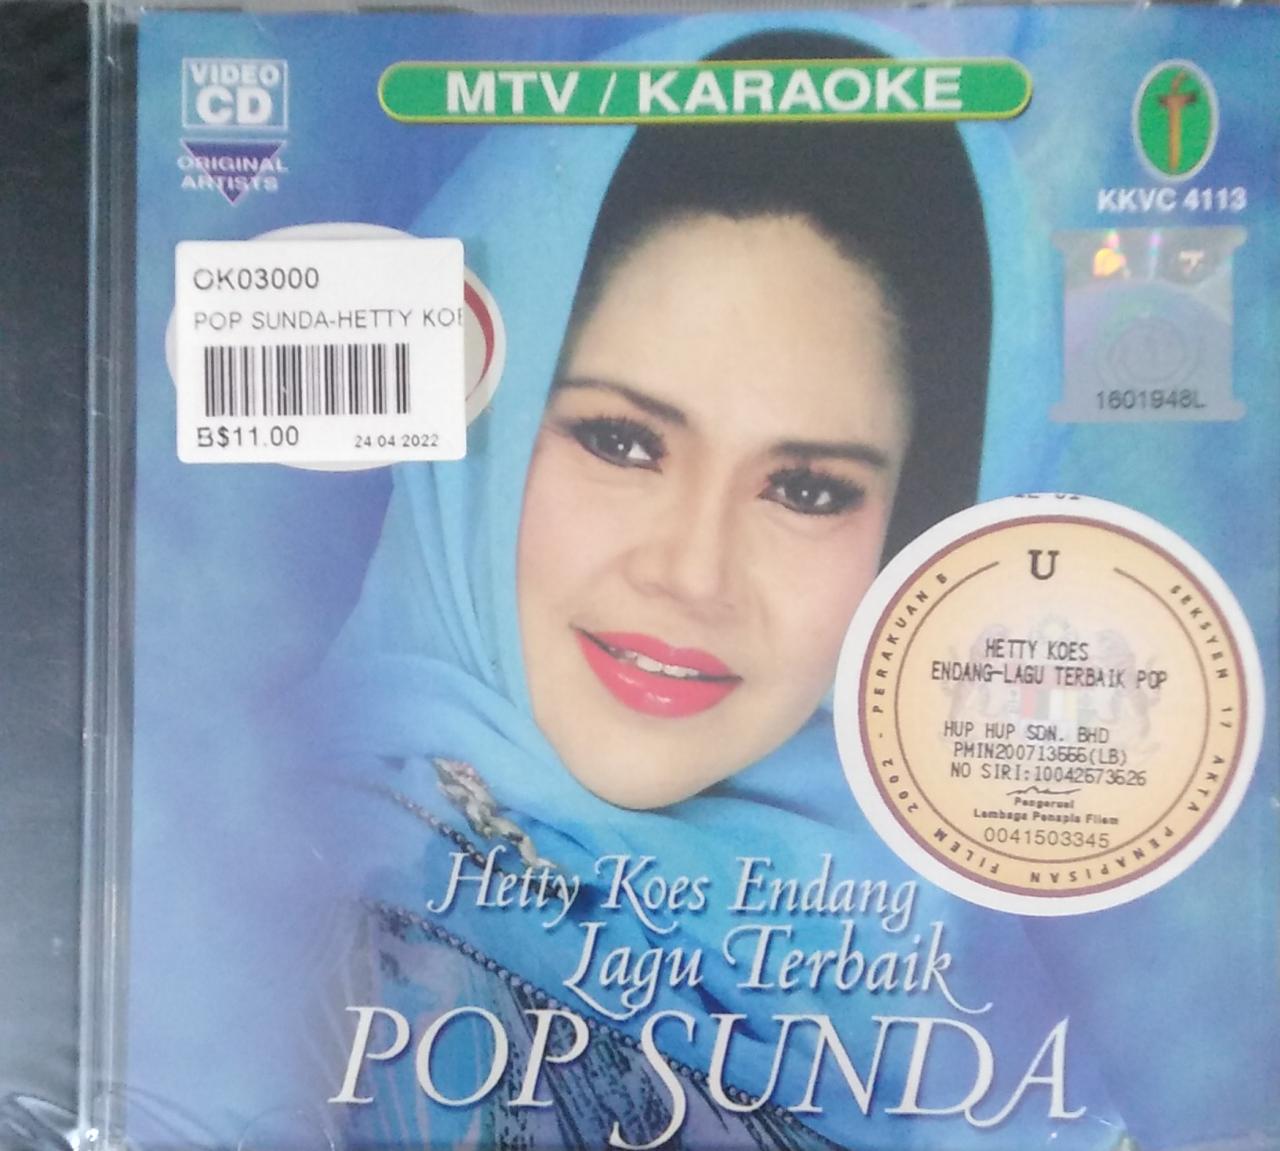 VIDEO
CD
ORIGINAL
ARTISTS
MTV / KARAOKE
KKVC 4113
1601948L
OK03000
POP SUNDA-HETTY KOE
B$11.00
24 04 2022
U
PERAKUAN B
SEKSYEN 17 AKTA PENAPISAN FILEM 2002 -
HETTY KOES
ENDANG-LAGU TERBAIK POP
HUP HUP SDN. BHD
PMIN200713666(LB)
NO SIRI:10042673626
Pengerusi
Lembaga Penapis Filem
0041503345
Hetty Koes Endang
Lagu Terbaik
POP SUNDA